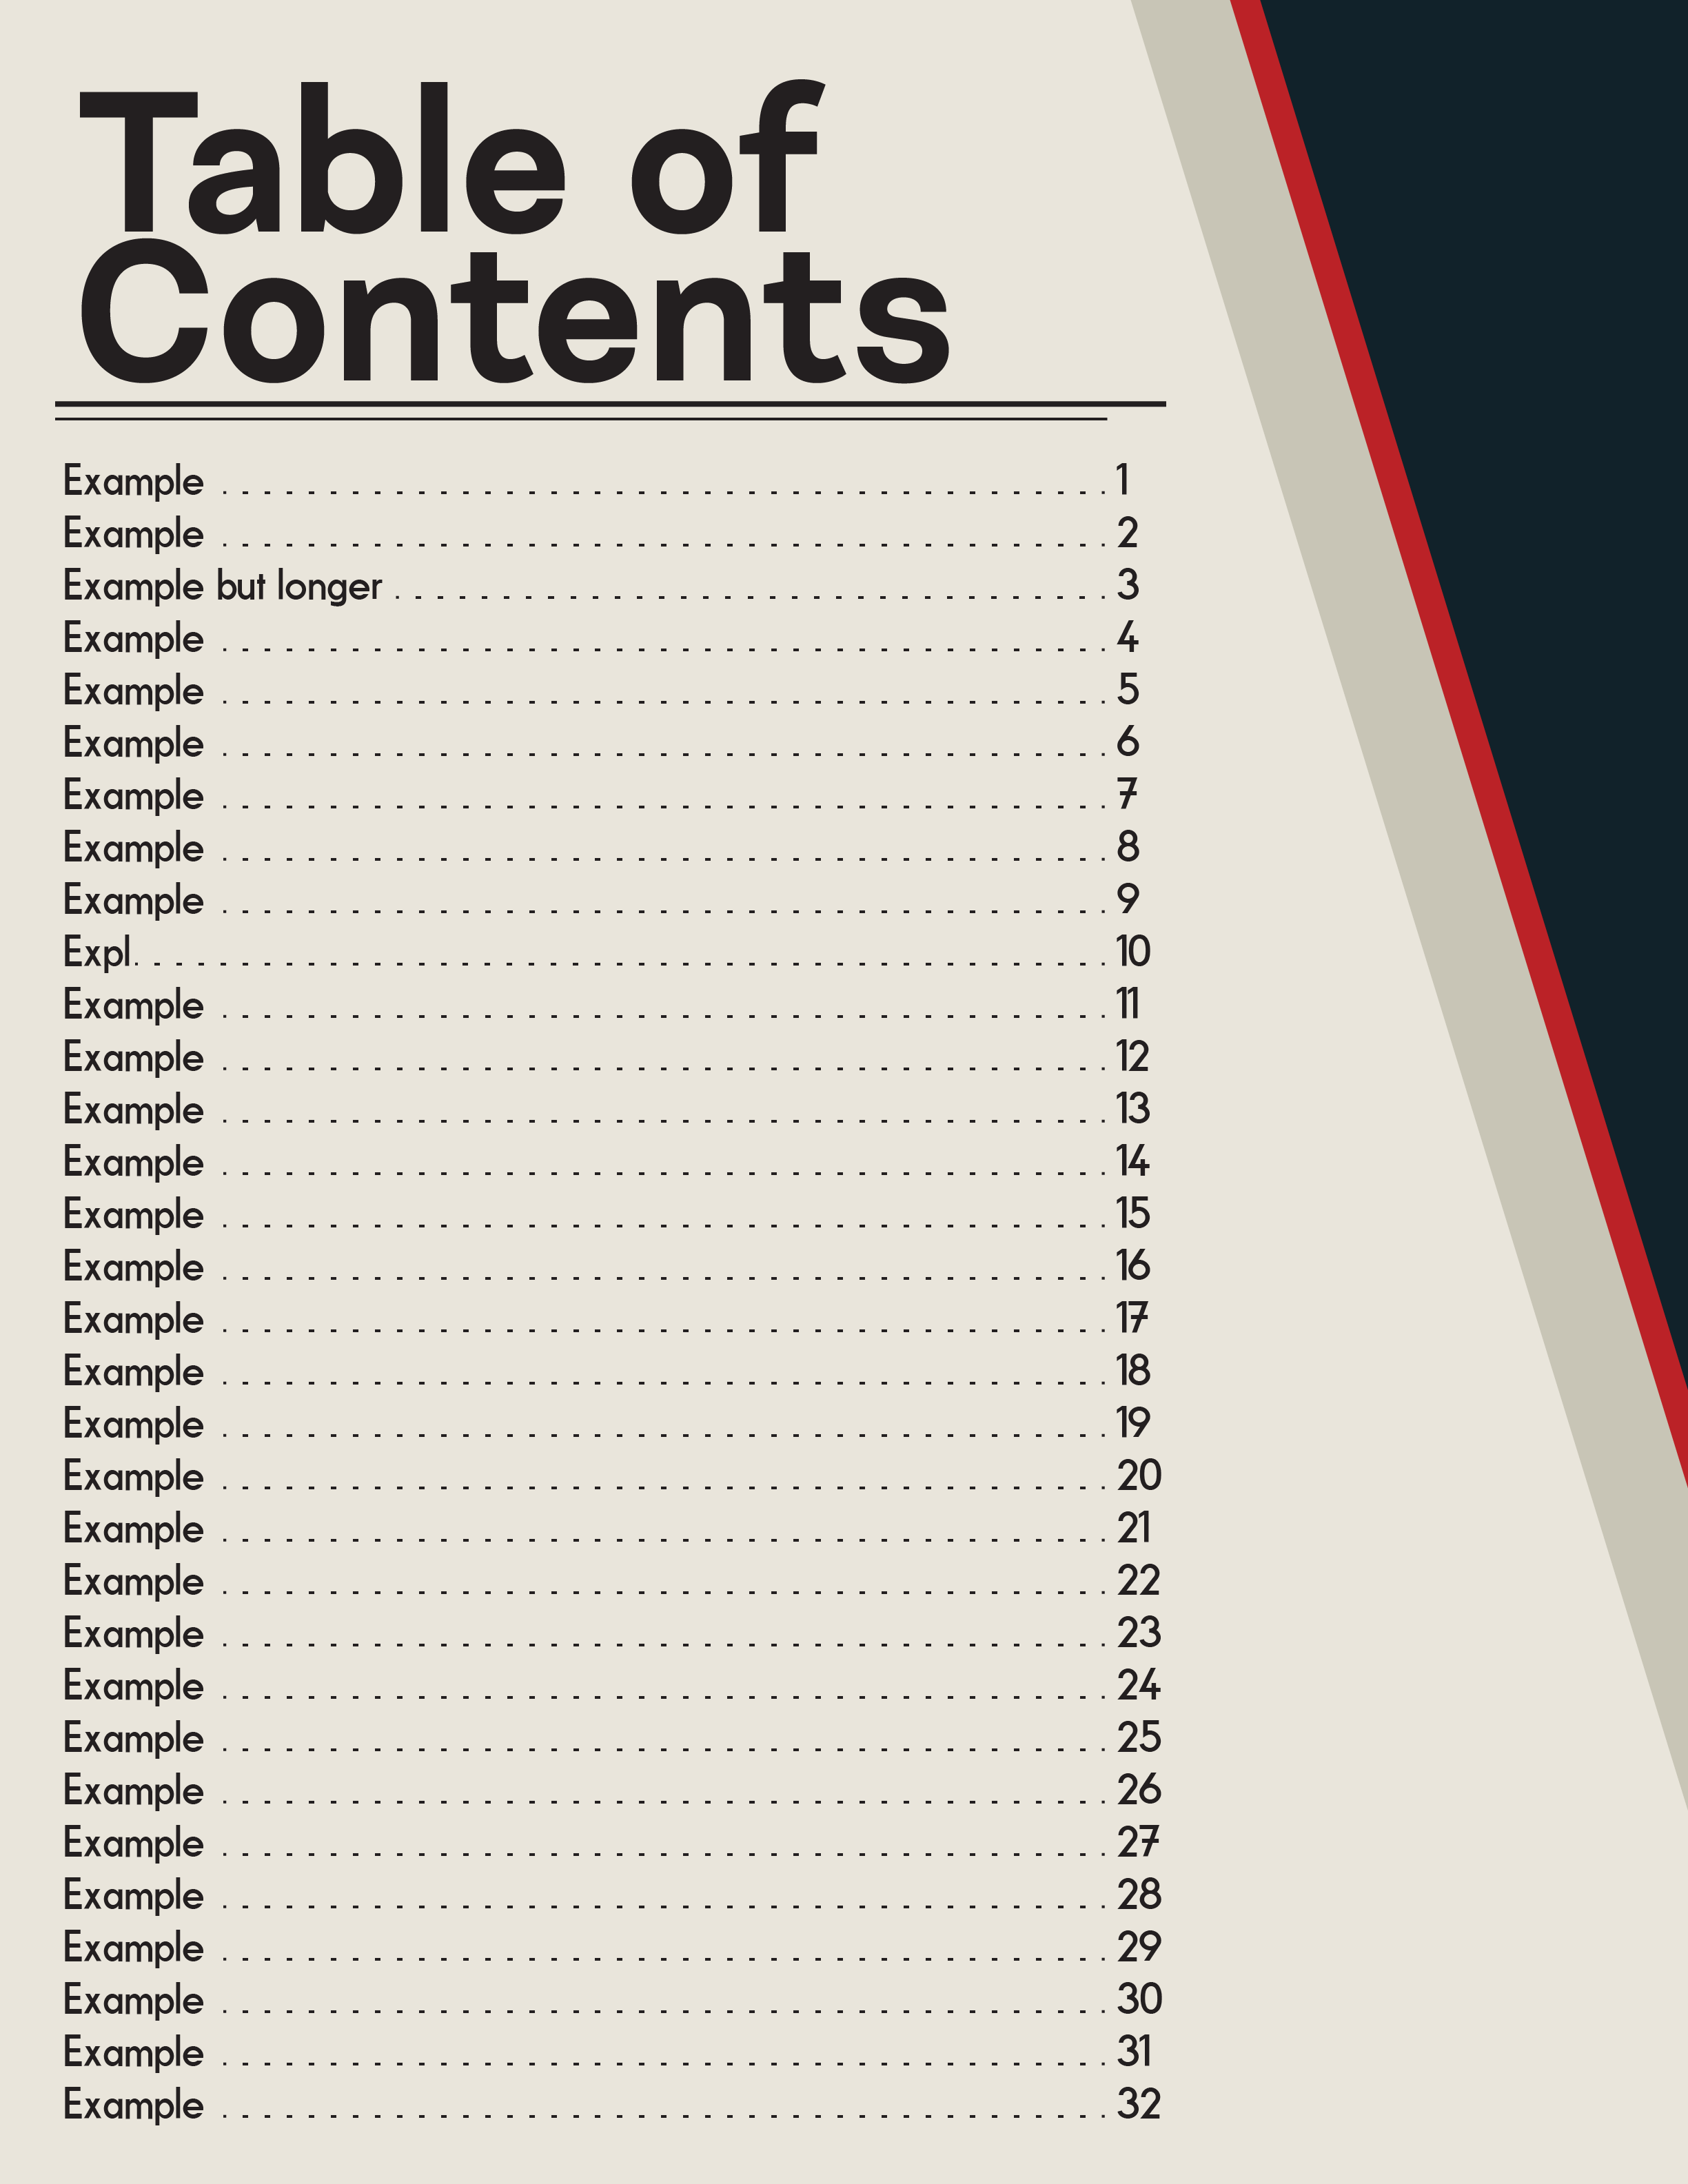 Table of
Contents
Example . . . . . . . . . . . . . . . . . . . . . . . . . . . . . . . . . . . . . . . . . 1
Example . . . . . . . . . . . . . . . . . . . . . . . . . . . . . . . . . . . . . . . . . 2
Example but longer . . . . . . . . . . . . . . . . . . . . . . . . . . . . . . . . . 3
Example . . . . . . . . . . . . . . . . . . . . . . . . . . . . . . . . . . . . . . . . . 4
Example . . . . . . . . . . . . . . . . . . . . . . . . . . . . . . . . . . . . . . . . . 5
Example . . . . . . . . . . . . . . . . . . . . . . . . . . . . . . . . . . . . . . . . . 6
Example . . . . . . . . . . . . . . . . . . . . . . . . . . . . . . . . . . . . . . . . . 7
Example . . . . . . . . . . . . . . . . . . . . . . . . . . . . . . . . . . . . . . . . . 8
Example . . . . . . . . . . . . . . . . . . . . . . . . . . . . . . . . . . . . . . . . . 9
Expl. . . . . . . . . . . . . . . . . . . . . . . . . . . . . . . . . . . . . . . . . . . . . 10
Example . . . . . . . . . . . . . . . . . . . . . . . . . . . . . . . . . . . . . . . . . 11
Example . . . . . . . . . . . . . . . . . . . . . . . . . . . . . . . . . . . . . . . . . 12
Example . . . . . . . . . . . . . . . . . . . . . . . . . . . . . . . . . . . . . . . . . 13
Example . . . . . . . . . . . . . . . . . . . . . . . . . . . . . . . . . . . . . . . . . 14
Example . . . . . . . . . . . . . . . . . . . . . . . . . . . . . . . . . . . . . . . . . 15
Example . . . . . . . . . . . . . . . . . . . . . . . . . . . . . . . . . . . . . . . . . 16
Example . . . . . . . . . . . . . . . . . . . . . . . . . . . . . . . . . . . . . . . . . 17
Example . . . . . . . . . . . . . . . . . . . . . . . . . . . . . . . . . . . . . . . . . 18
Example . . . . . . . . . . . . . . . . . . . . . . . . . . . . . . . . . . . . . . . . . 19
Example . . . . . . . . . . . . . . . . . . . . . . . . . . . . . . . . . . . . . . . . . 20
Example . . . . . . . . . . . . . . . . . . . . . . . . . . . . . . . . . . . . . . . . . 21
Example . . . . . . . . . . . . . . . . . . . . . . . . . . . . . . . . . . . . . . . . . 22
Example . . . . . . . . . . . . . . . . . . . . . . . . . . . . . . . . . . . . . . . . . 23
Example . . . . . . . . . . . . . . . . . . . . . . . . . . . . . . . . . . . . . . . . . 24
Example . . . . . . . . . . . . . . . . . . . . . . . . . . . . . . . . . . . . . . . . . 25
Example . . . . . . . . . . . . . . . . . . . . . . . . . . . . . . . . . . . . . . . . . 26
Example . . . . . . . . . . . . . . . . . . . . . . . . . . . . . . . . . . . . . . . . . 27
Example . . . . . . . . . . . . . . . . . . . . . . . . . . . . . . . . . . . . . . . . . 28
Example . . . . . . . . . . . . . . . . . . . . . . . . . . . . . . . . . . . . . . . . . 29
Example . . . . . . . . . . . . . . . . . . . . . . . . . . . . . . . . . . . . . . . . . 30
Example . . . . . . . . . . . . . . . . . . . . . . . . . . . . . . . . . . . . . . . . . 31
Example . . . . . . . . . . . . . . . . . . . . . . . . . . . . . . . . . . . . . . . . . 32